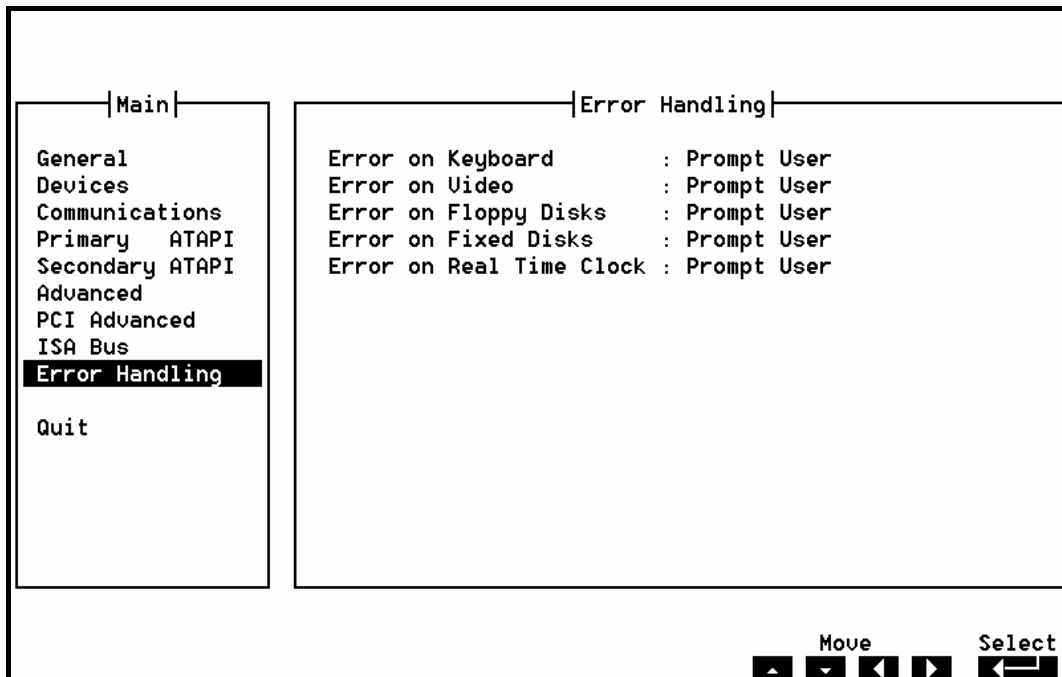 Main
General
Devices
Communications
Primary   ATAPI
Secondary ATAPI
Advanced
PCI Advanced
ISA Bus
Error Handling
Quit
Error Handling
Error on Keyboard        : Prompt User
Error on Video           : Prompt User
Error on Floppy Disks    : Prompt User
Error on Fixed Disks     : Prompt User
Error on Real Time Clock : Prompt User
Move   Select